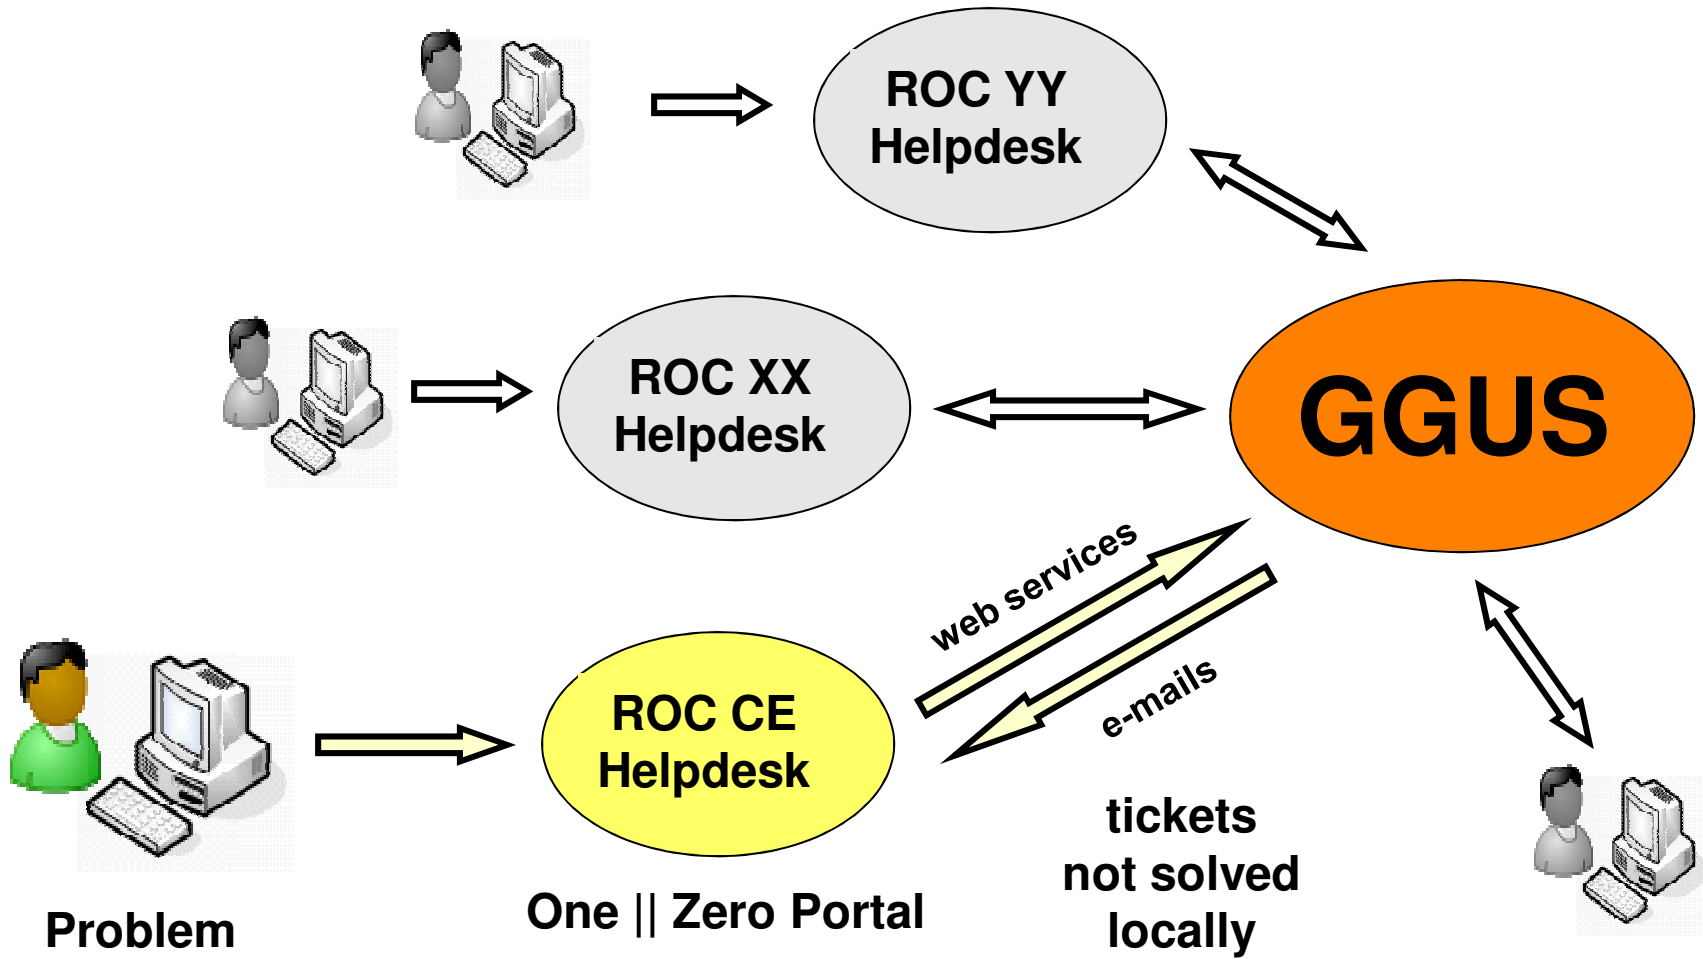 ROC YY
Helpdesk
ROC XX
Helpdesk
GGUS
web services
e-mails
ROC CE
Helpdesk
tickets
not solved
locally
One || Zero Portal
Problem